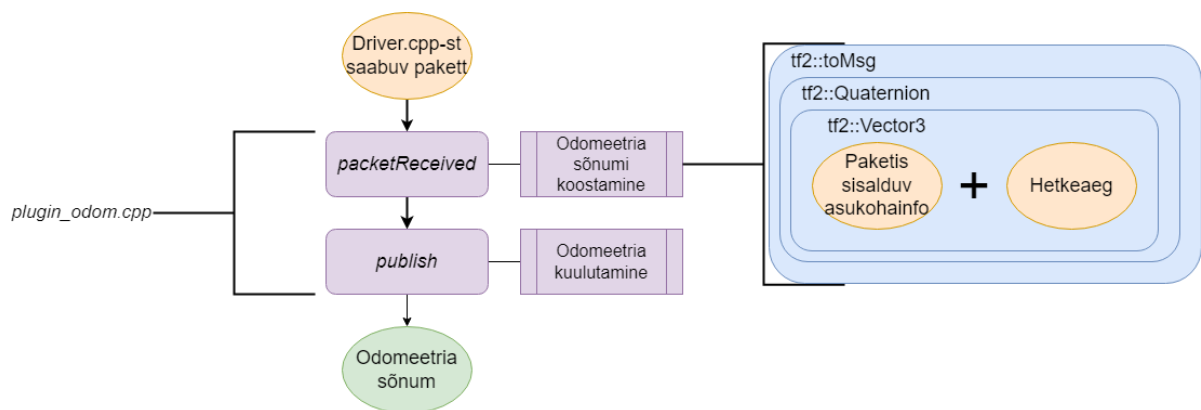 Driver.cpp-st
saabuv pakett
plugin_odom.cpp
packetReceived
Odomeetria
sõnumi
koostamine
publish
Odomeetria
kuulutamine
Odomeetria
sõnum
tf2::toMsg
tf2::Quaternion
tf2::Vector3
Paketis
sisalduv
asukohainfo
+
Hetkeaeg